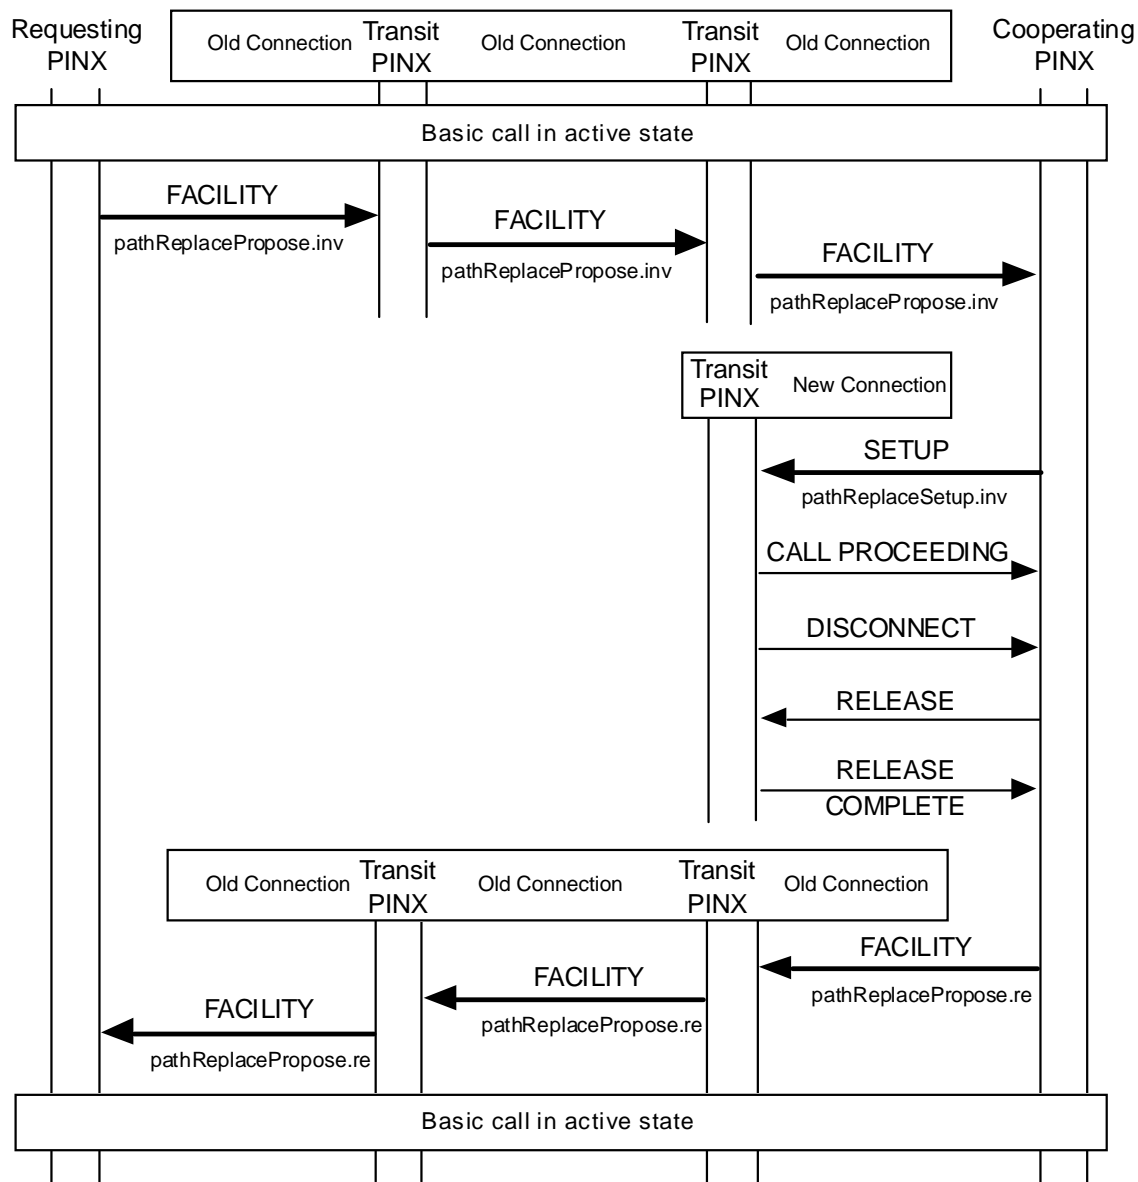 Requesting
PINX
Old Connection
Transit
PINX
Old Connection
Transit
PINX
Old Connection
Cooperating
PINX
Basic call in active state
FACILITY
pathReplacePropose.inv
FACILITY
pathReplacePropose.inv
FACILITY
pathReplacePropose.inv
Transit
PINX
New Connection
SETUP
pathReplaceSetup.inv
CALL PROCEEDING
DISCONNECT
RELEASE
RELEASE
COMPLETE
Old Connection
Transit
PINX
Old Connection
Transit
PINX
Old Connection
FACILITY
pathReplacePropose.re
FACILITY
pathReplacePropose.re
FACILITY
pathReplacePropose.re
Basic call in active state